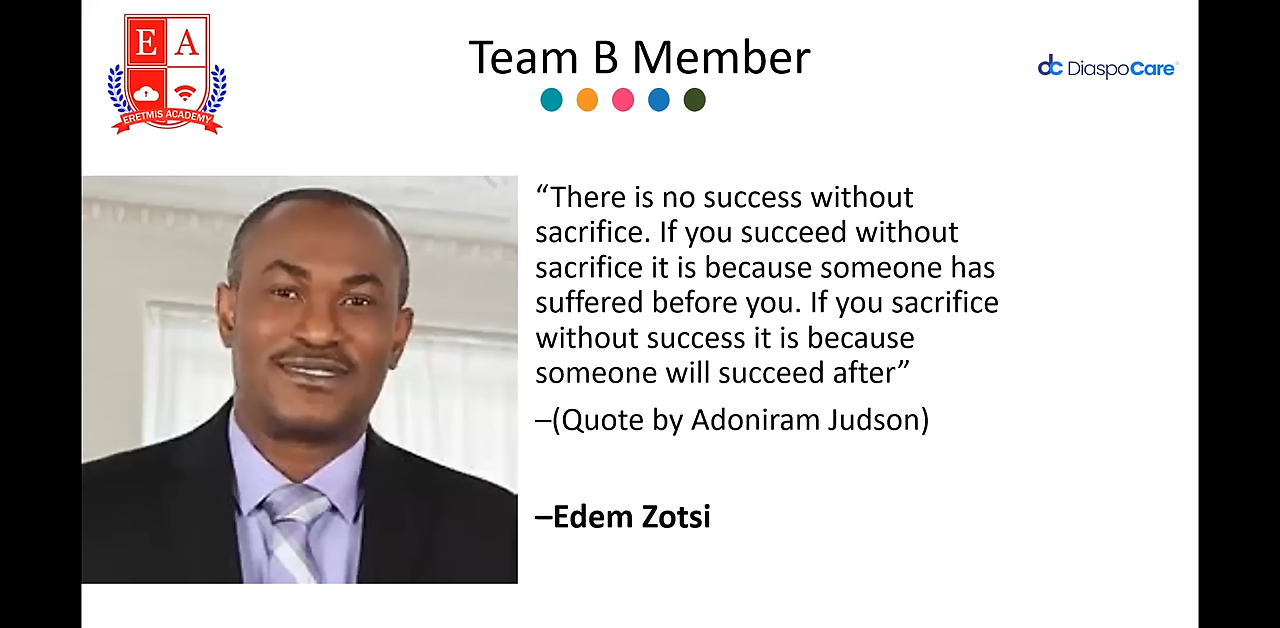 E A
ERETMIS ACADEMY
Team B Member
dc DiaspoCare
“There is no success without
sacrifice. If you succeed without
sacrifice it is because someone has
suffered before you. If you sacrifice
without success it is because
someone will succeed after”
–(Quote by Adoniram Judson)
–Edem Zotsi